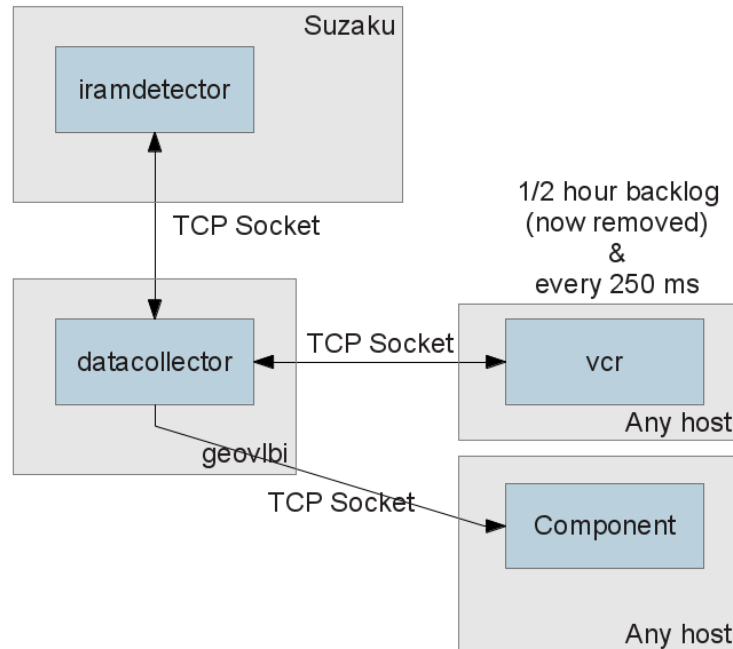 Suzaku
iramdetector
TCP Socket
1/2 hour backlog
(now removed)
&
every 250 ms
datacollector
TCP Socket
vcr
Any host
geovlbi
TCP Socket
Component
Any host